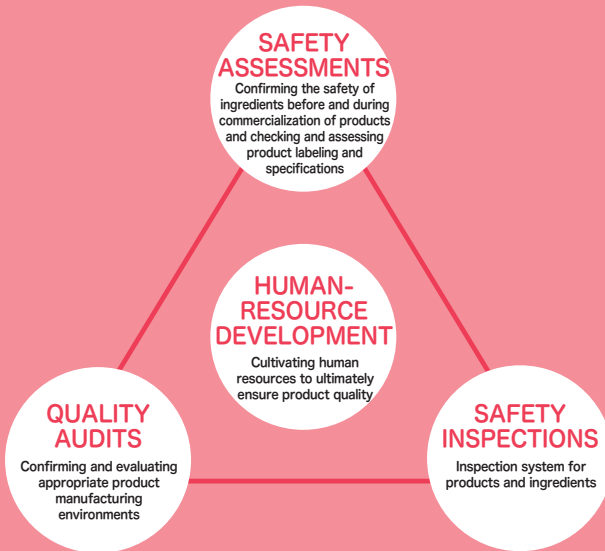 SAFETY
ASSESSMENTS
Confirming the safety of
ingredients before and during
commercialization of products
and checking and assessing
product labeling and
specifications
HUMAN-
RESOURCE
DEVELOPMENT
Cultivating human
resources to ultimately
ensure product quality
QUALITY
AUDITS
Confirming and evaluating
appropriate product
manufacturing
environments
SAFETY
INSPECTIONS
Inspection system for
products and ingredients